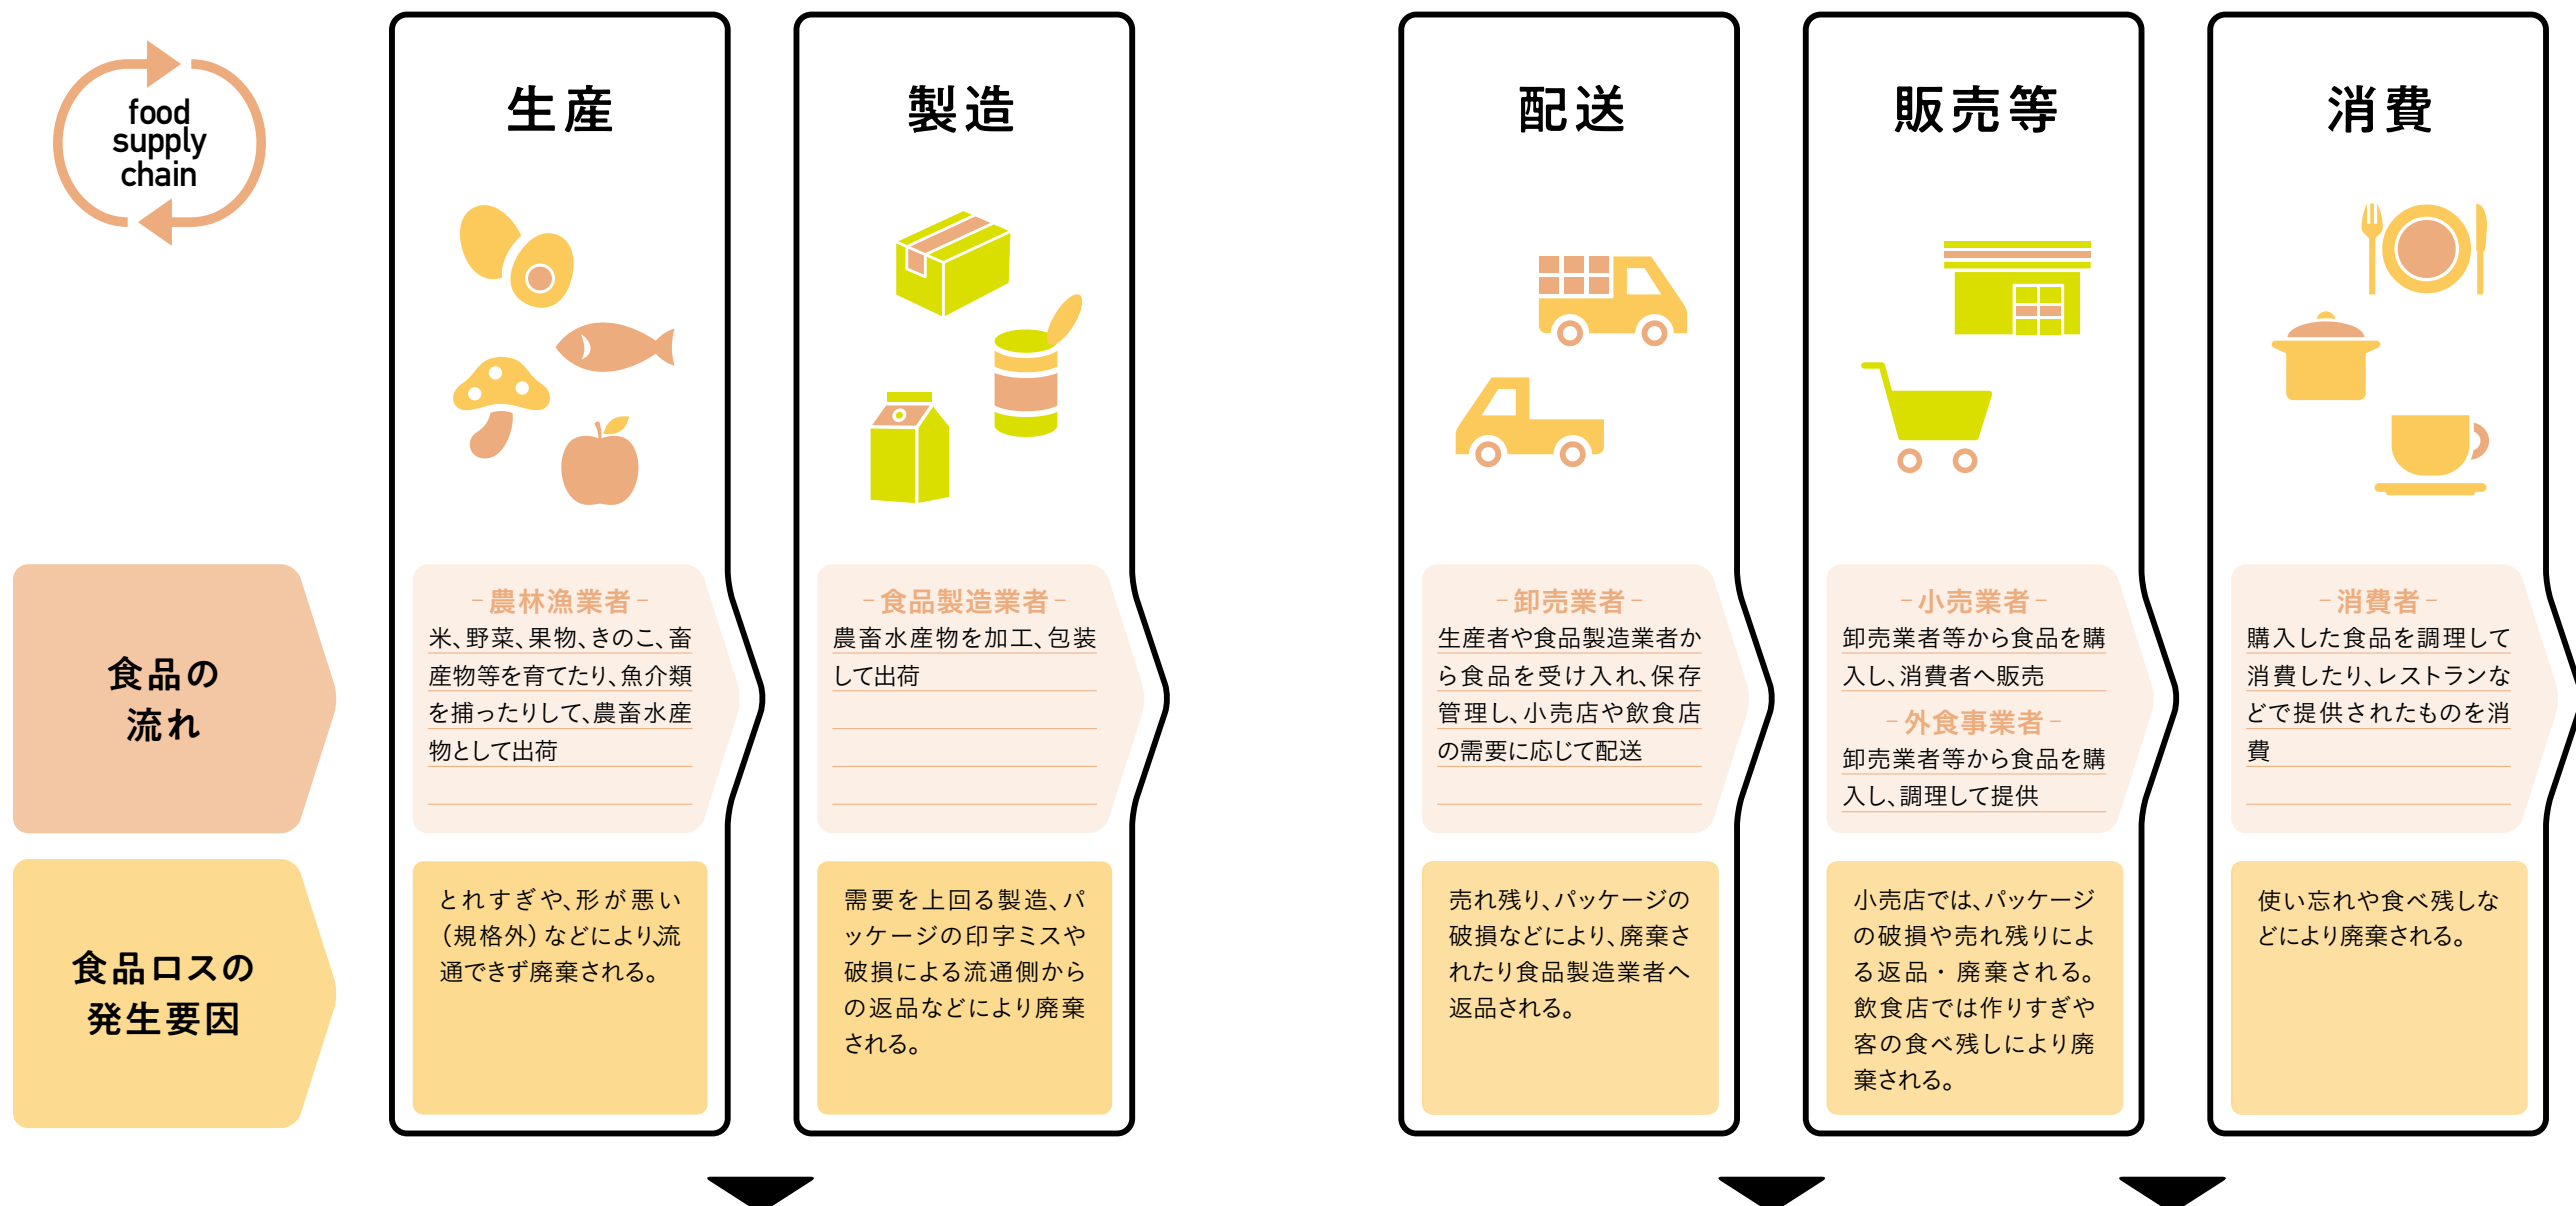 food
supply
chain
生産
製造
配送
販売等
消費
食品の
流れ
-農林漁業者-
米、野菜、果物、きのこ、畜
産物等を育てたり、魚介類
を捕ったりして、農畜水産
物として出荷
-食品製造業者-
農畜水産物を加工、包装
して出荷
-卸売業者-
生産者や食品製造業者か
ら食品を受け入れ、保存
管理し、小売店や飲食店
の需要に応じて配送
-小売業者-
卸売業者等から食品を購
入し、消費者へ販売
-外食事業者-
卸売業者等から食品を購
入し、調理して提供
-消費者-
購入した食品を調理して
消費したり、レストランな
どで提供されたものを消
費
食品ロスの
発生要因
とれすぎや、形が悪い
（規格外）などにより、流
通できず廃棄される。
需要を上回る製造、パ
ッケージの印字ミスや
破損による流通側から
の返品などにより廃棄
される。
売れ残り、パッケージの
破損などにより、廃棄さ
れたり食品製造業者へ
返品される。
小売店では、パッケージ
の破損や売れ残りによ
る返品・廃棄される。
飲食店では作りすぎや
客の食べ残しにより廃
棄される。
使い忘れや食べ残しな
どにより廃棄される。